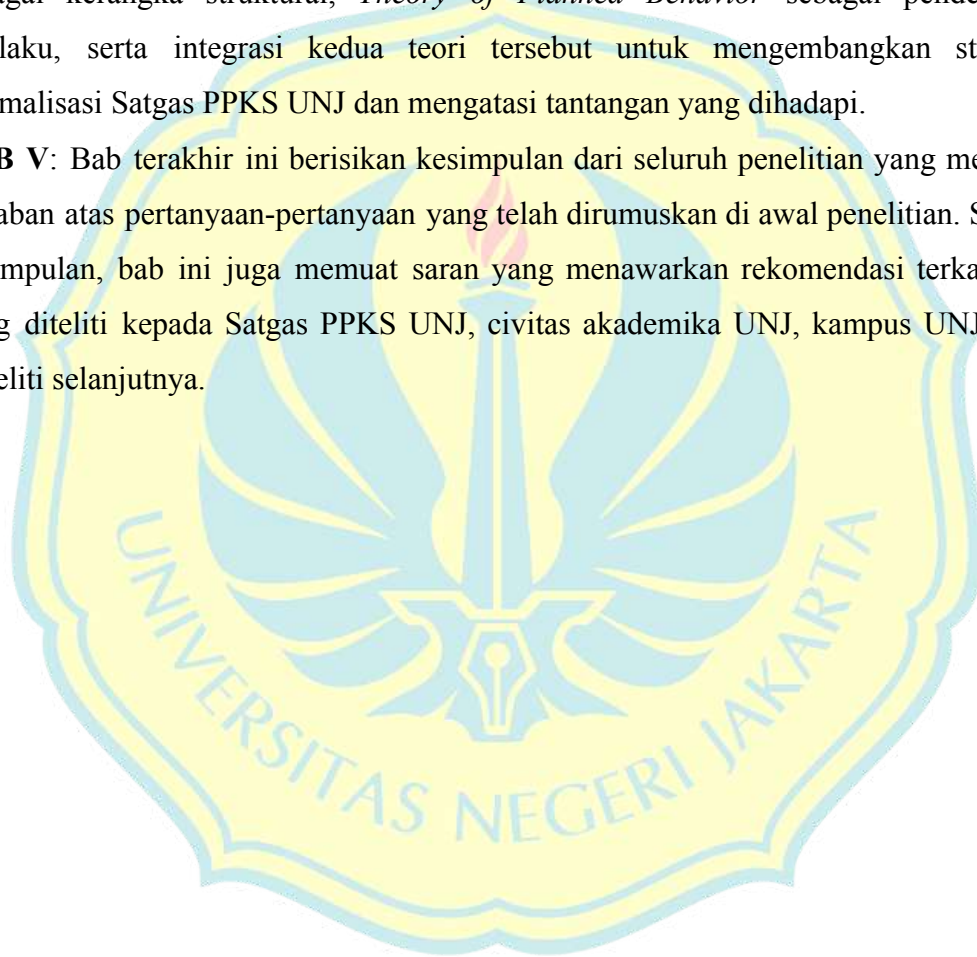 agai kerangka struktural, Theory of Planned Behavior sebagai pende
laku, serta integrasi kedua teori tersebut untuk mengembangkan st
malisasi Satgas PPKS UNJ dan mengatasi tantangan yang dihadapi.
B V: Bab terakhir ini berisikan kesimpulan dari seluruh penelitian yang me
aban atas pertanyaan-pertanyaan yang telah dirumuskan di awal penelitian. S
mpulan, bab ini juga memuat saran yang menawarkan rekomendasi terka
g diteliti kepada Satgas PPKS UNJ, civitas akademika UNJ, kampus UNJ
eliti selanjutnya.
UNIVERSITAS NEGERI JAKARTA